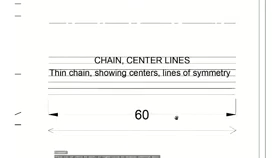 CHAIN, CENTER LINES
Thin chain, showing centers, lines of symmetry
60